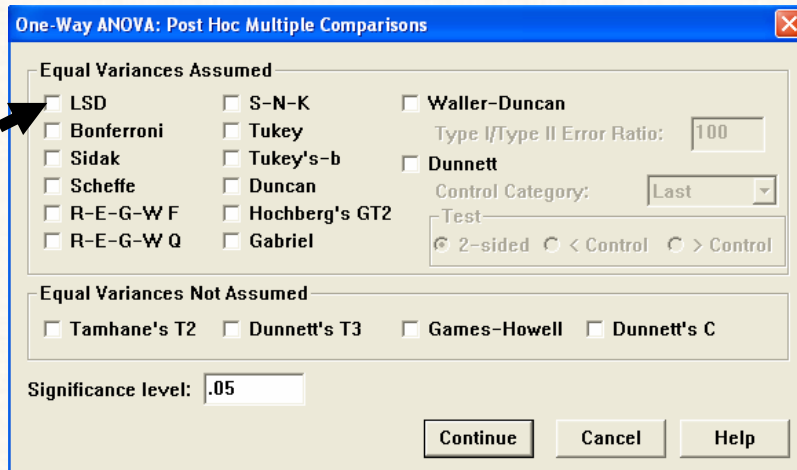 One-Way ANOVA: Post Hoc Multiple Comparisons
Equal Variances Assumed
LSD S-N-K Waller-Duncan
Bonferroni Tukey Type I/Type II Error Ratio: 100
Sidak Tukey's-b Dunnett
Scheffe Duncan Control Category: Last
R-E-G-W F Hochberg's GT2 Test
R-E-G-W Q Gabriel 2-sided < Control > Control
Equal Variances Not Assumed
Tamhane's T2 Dunnett's T3 Games-Howell Dunnett's C
Significance level: .05
Continue Cancel Help